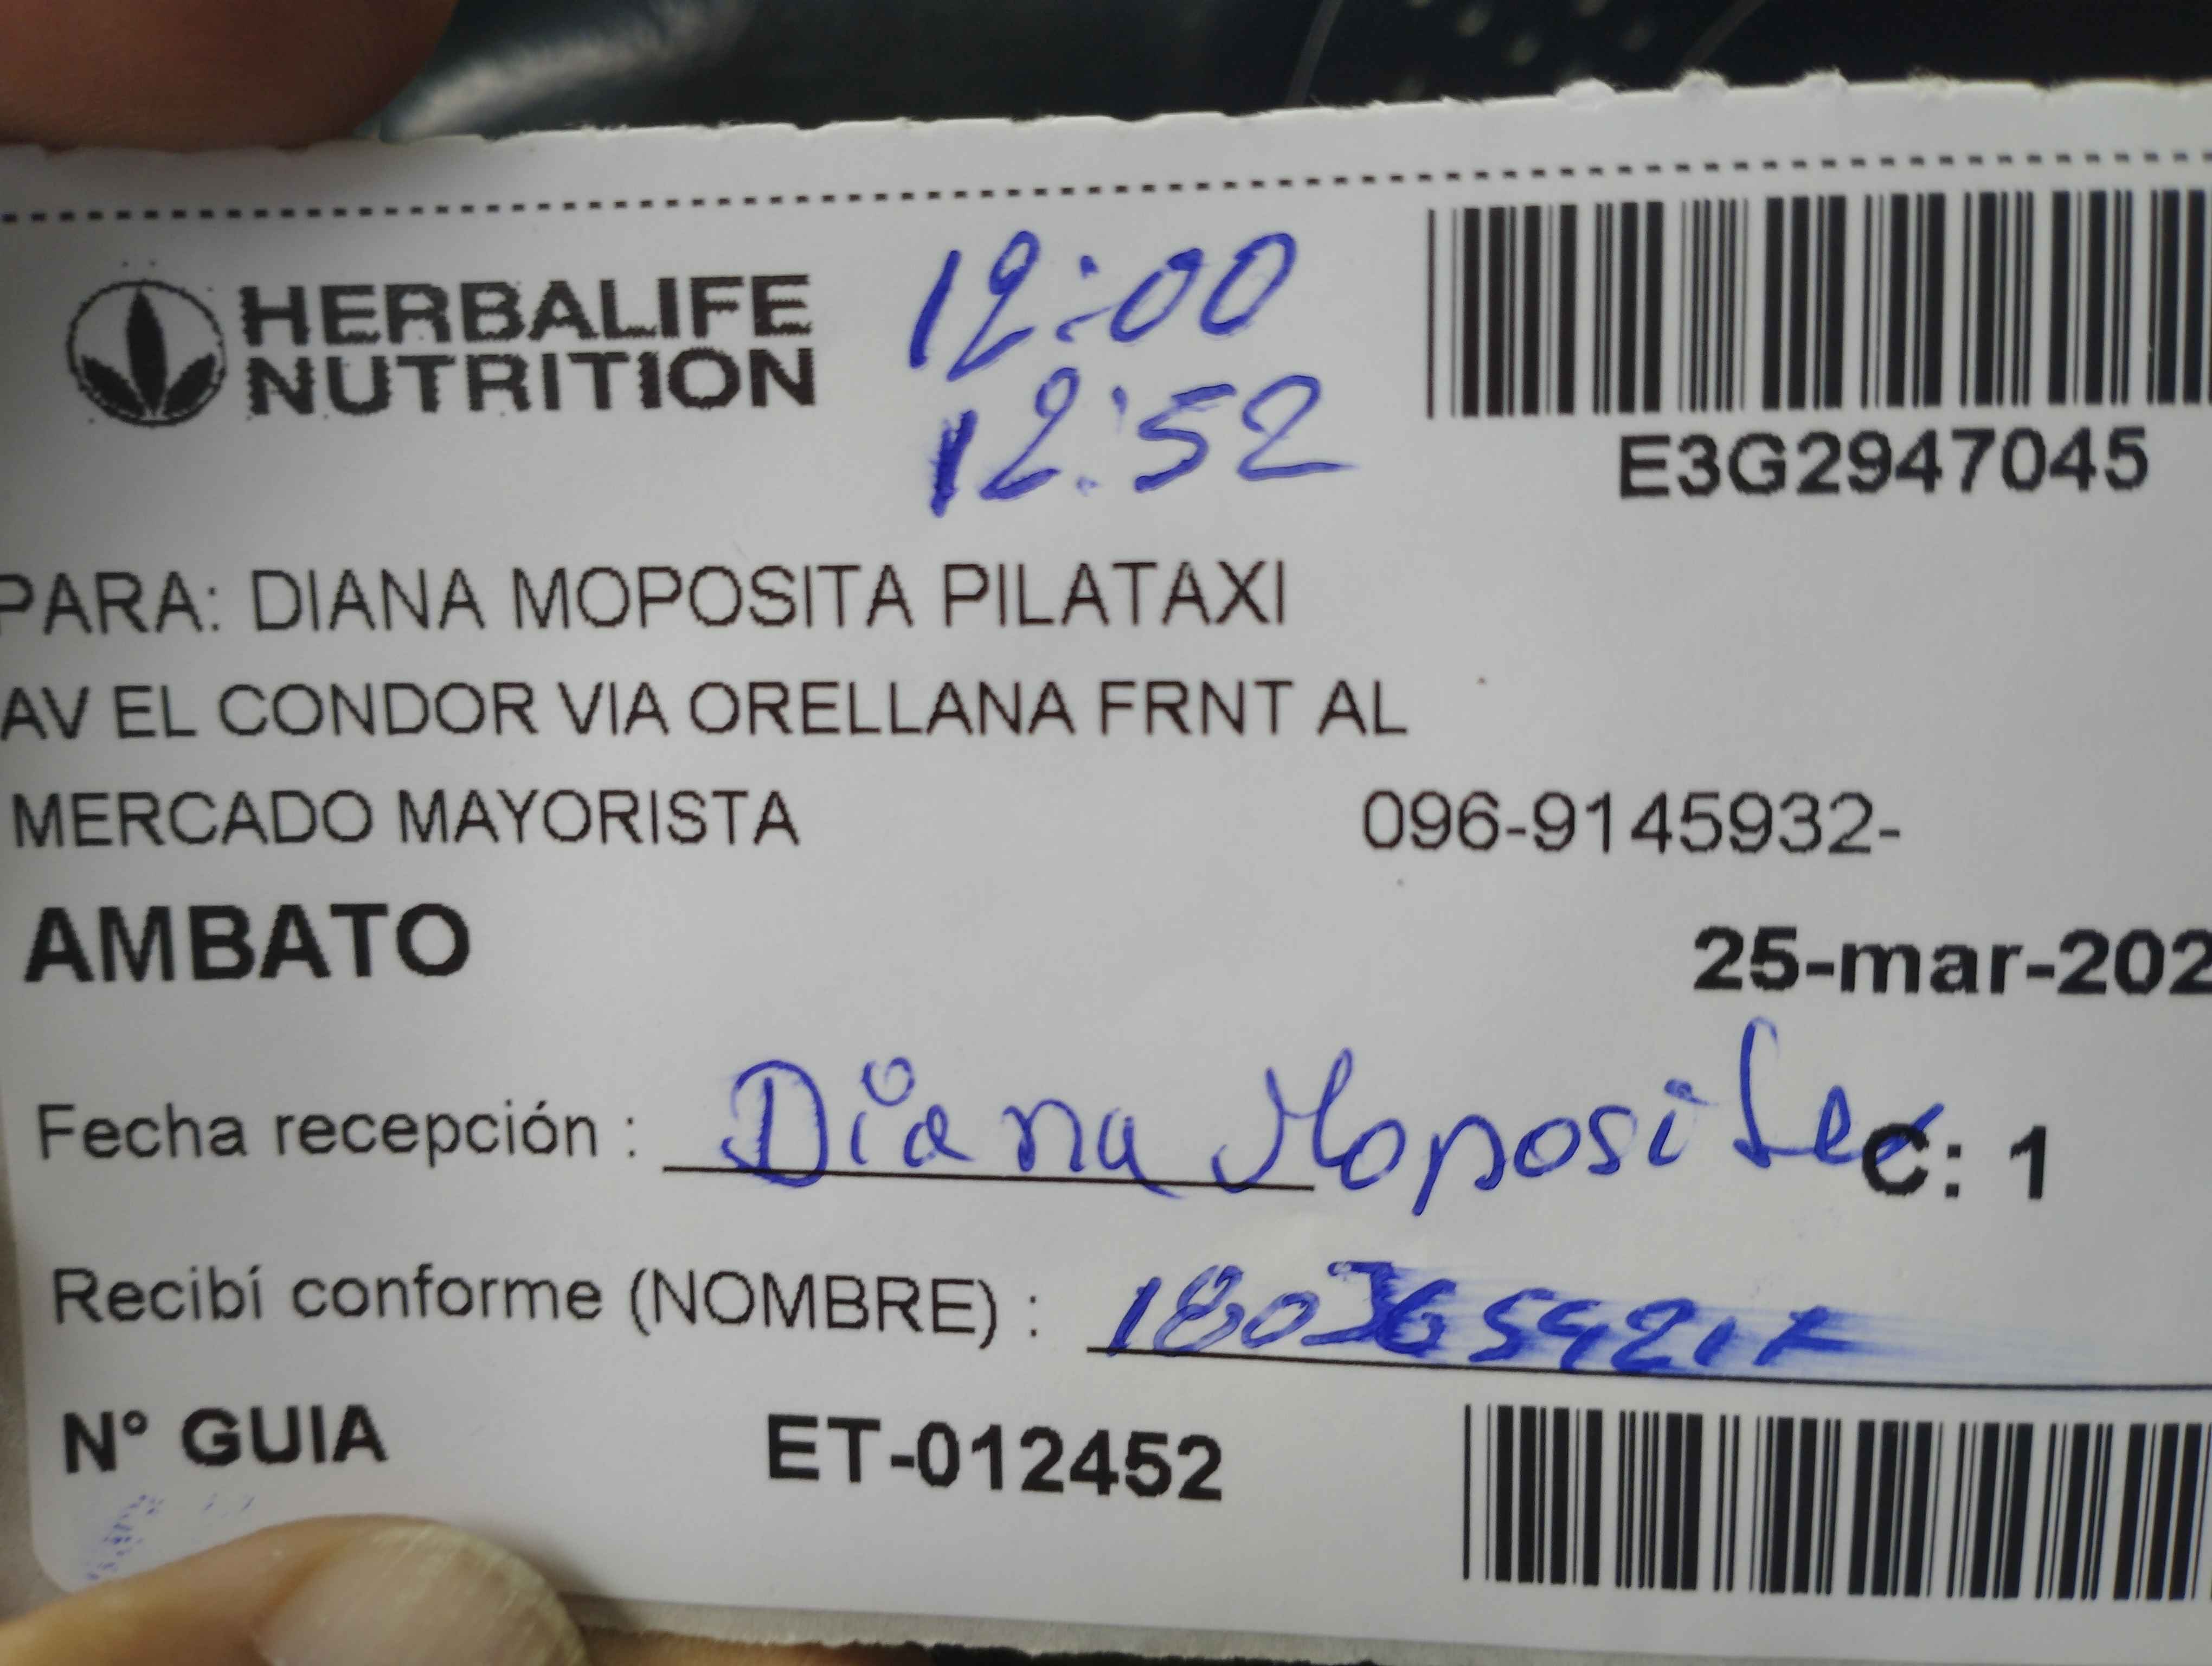 HERBALIFE
NUTRITION
12:00
12:52
E3G2947045
PARA: DIANA MOPOSITA PILATAXI
AV EL CONDOR VIA ORELLANA FRNT AL
MERCADO MAYORISTA 096-9145932-
AMBATO
25-mar-202
Fecha recepción : Diana Moposita C: 1
Recibí conforme (NOMBRE) :
N° GUIA ET-012452